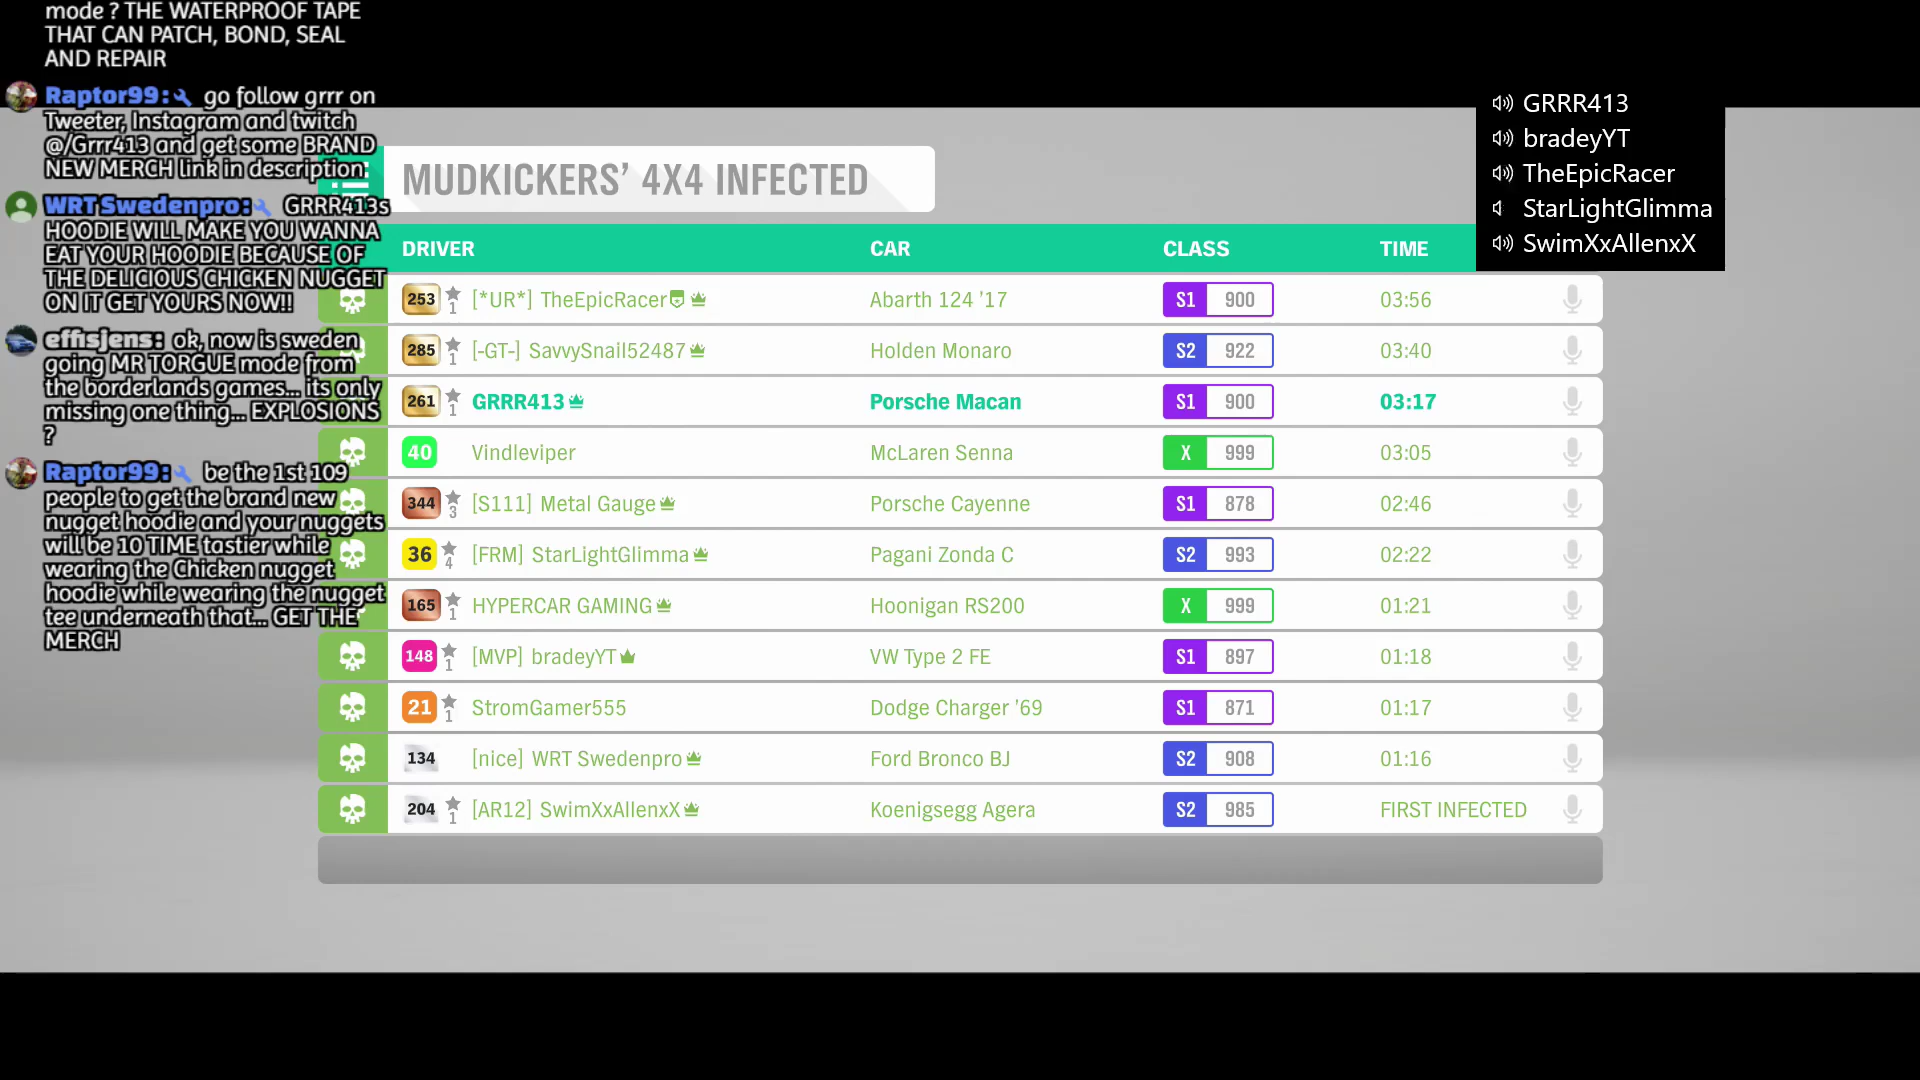 mode ? THE WATERPROOF TAPE
THAT CAN PATCH, BOND, SEAL
AND REPAIR
Raptor99: go follow grrr on
Tweeter, Instagram and twitch
@/Grrr413 and get some BRAND
NEW MERCH link in description
WRT Swedenpro: GRRR413s
HOODIE WILL MAKE YOU WANNA
EAT YOUR HOODIE BECAUSE OF
THE DELICIOUS CHICKEN NUGGET
ON IT GET YOURS NOW!!
effisjens: ok, now is sweden
going MR TORGUE mode from
the borderlands games... its only
missing one thing... EXPLOSIONS
?
Raptor99: be the 1st 109
people to get the brand new
nugget hoodie and your nuggets
will be 10 TIME tastier while
wearing the Chicken nugget
hoodie while wearing the nugget
tee underneath that... GET THE
MERCH
GRRR413
bradeyYT
TheEpicRacer
StarLightGlimma
SwimXxAllenxX
MUDKICKERS' 4X4 INFECTED
DRIVER CAR CLASS TIME
253 1 [*UR*] TheEpicRacer Abarth 124 '17 S1 900 03:56
285 1 [-GT-] SavvySnail52487 Holden Monaro S2 922 03:40
261 1 GRRR413 Porsche Macan S1 900 03:17
40 Vindleviper McLaren Senna X 999 03:05
344 3 [S111] Metal Gauge Porsche Cayenne S1 878 02:46
36 4 [FRM] StarLightGlimma Pagani Zonda C S2 993 02:22
165 1 HYPERCAR GAMING Hoonigan RS200 X 999 01:21
148 1 [MVP] bradeyYT VW Type 2 FE S1 897 01:18
21 1 StromGamer555 Dodge Charger '69 S1 871 01:17
134 [nice] WRT Swedenpro Ford Bronco BJ S2 908 01:16
204 1 [AR12] SwimXxAllenxX Koenigsegg Agera S2 985 FIRST INFECTED